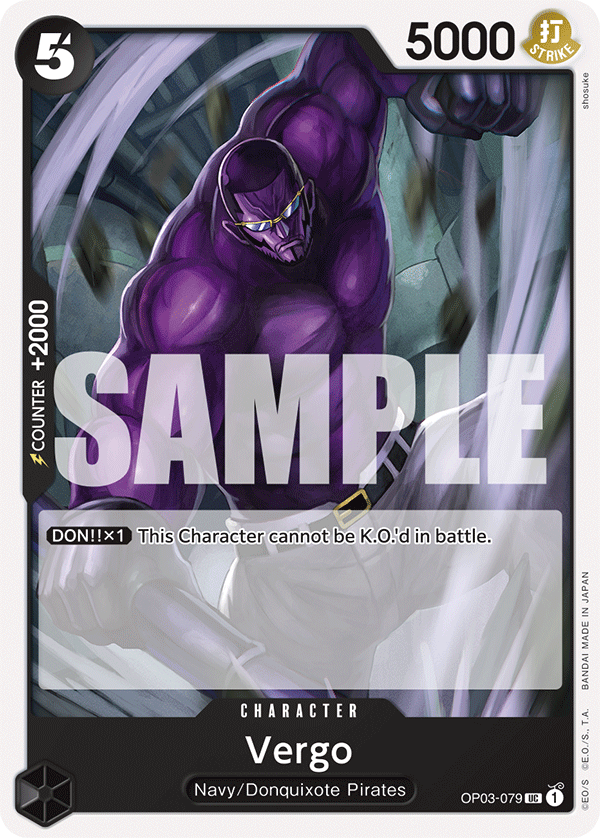 5
5000
打
STRIKE
shosuke
COUNTER +2000
SAMPLE
DON!!×1 This Character cannot be K.O.'d in battle.
CHARACTER
Vergo
Navy/Donquixote Pirates
OP03-079 UC 1
©EO/S ©E.O./S., T.A. BANDAI MADE IN JAPAN